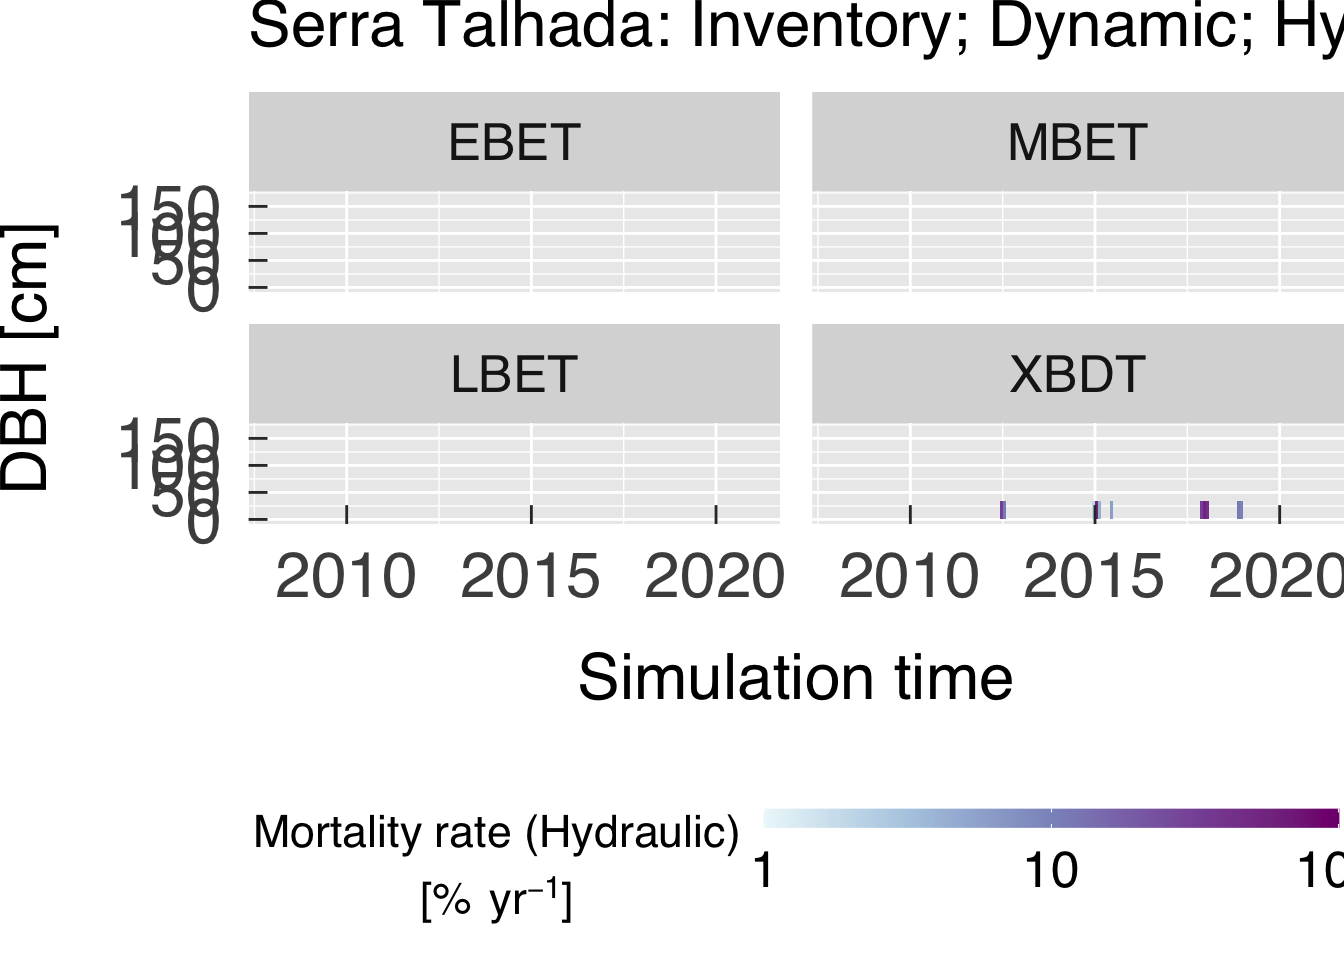 Serra Talhada: Inventory; Dynamic; Hy
EBET
MBET
150
100
50
0
DBH [cm]
LBET
XBDT
150
100
50
0
2010 2015 2020 2010 2015 2020
Simulation time
Mortality rate (Hydraulic)
[% yr⁻¹]
1 10 10